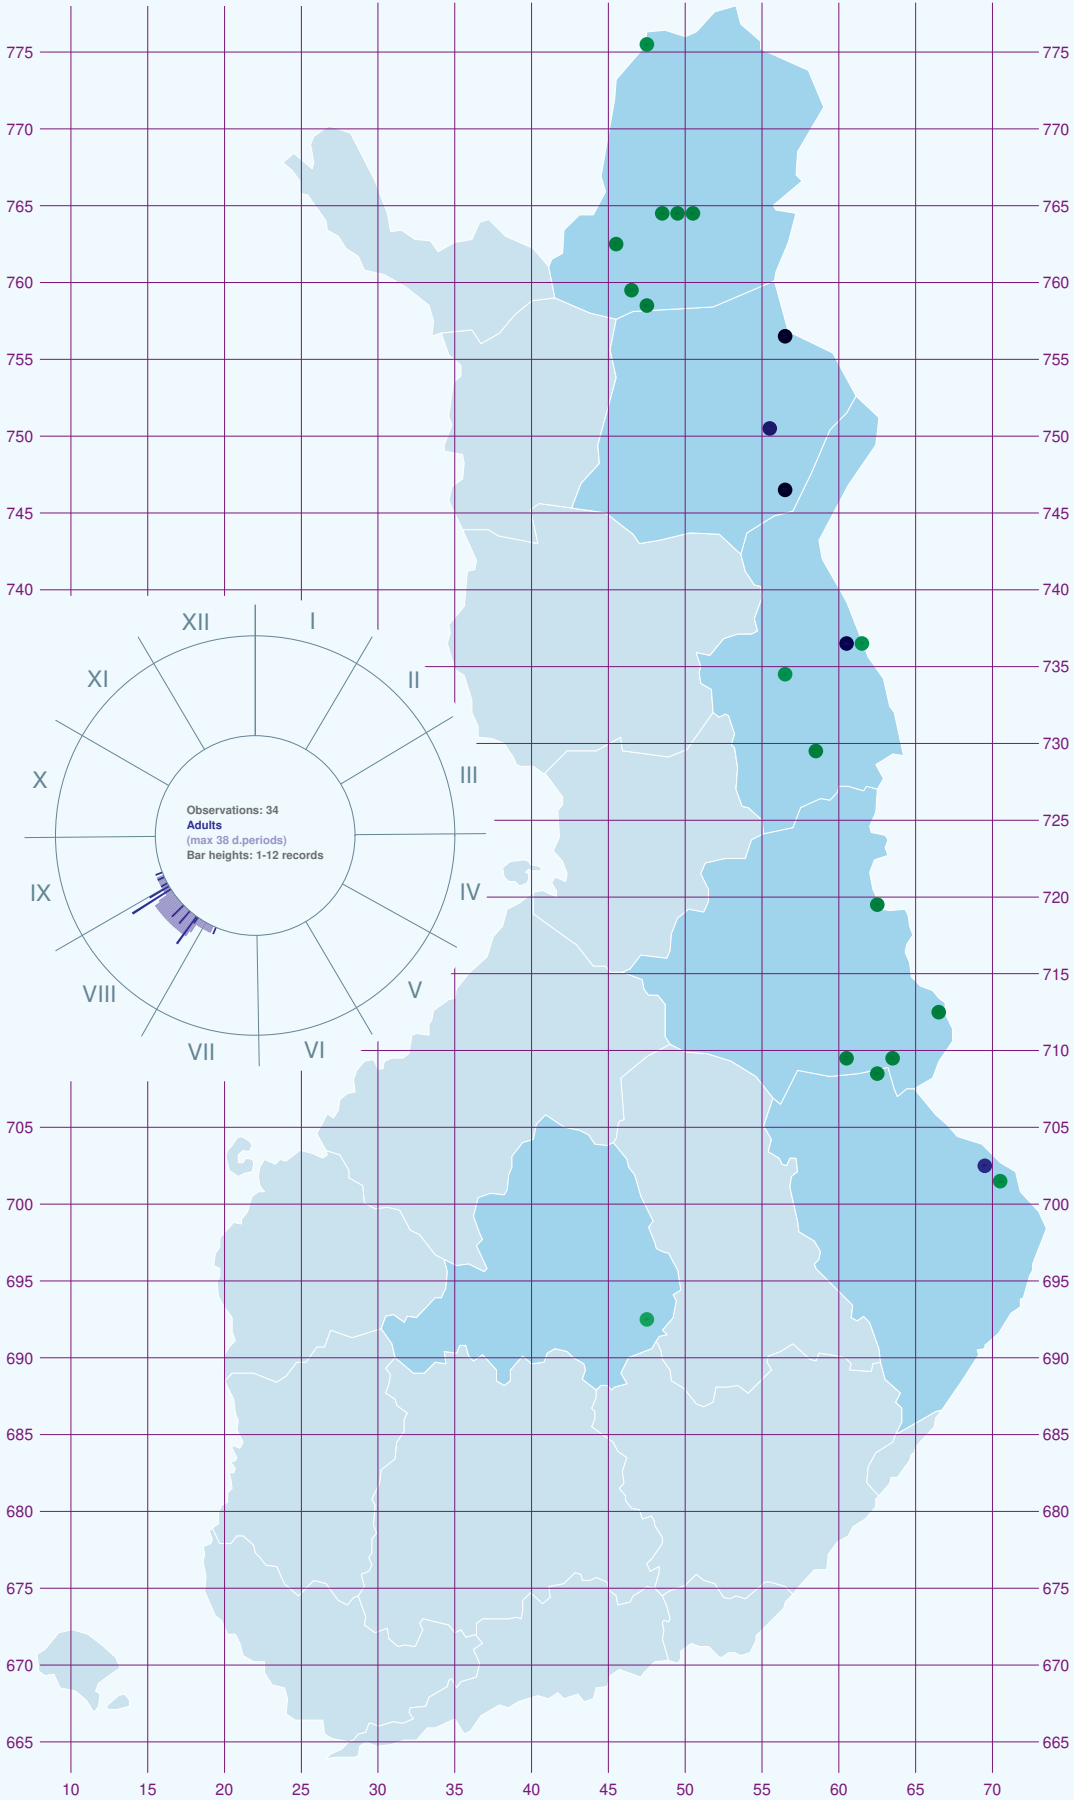 775 775
770 770
765 765
760 760
755 755
750 750
745 745
740 740
XII I
XI II
735
X III
730 730
Observations: 34
Adults
(max 38 d.periods)
Bar heights: 1-12 records
725
IX IV
720
VIII V
715
VII VI
710
705 705
700 700
695 695
690 690
685 685
680 680
675 675
670 670
665 665
10 15 20 25 30 35 40 45 50 55 60 65 70